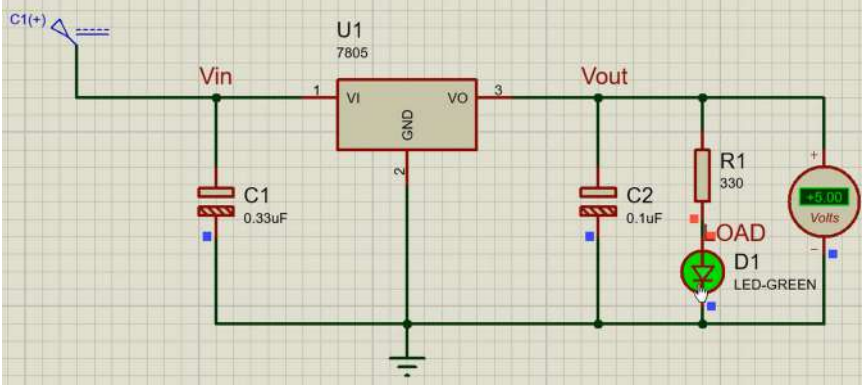 C1(+)
U1
7805
Vin
Vout
1
VI
VO
3
GND
2
C1
0.33uF
C2
0.1uF
R1
330
+
+5.00
Volts
−
LOAD
D1
LED-GREEN